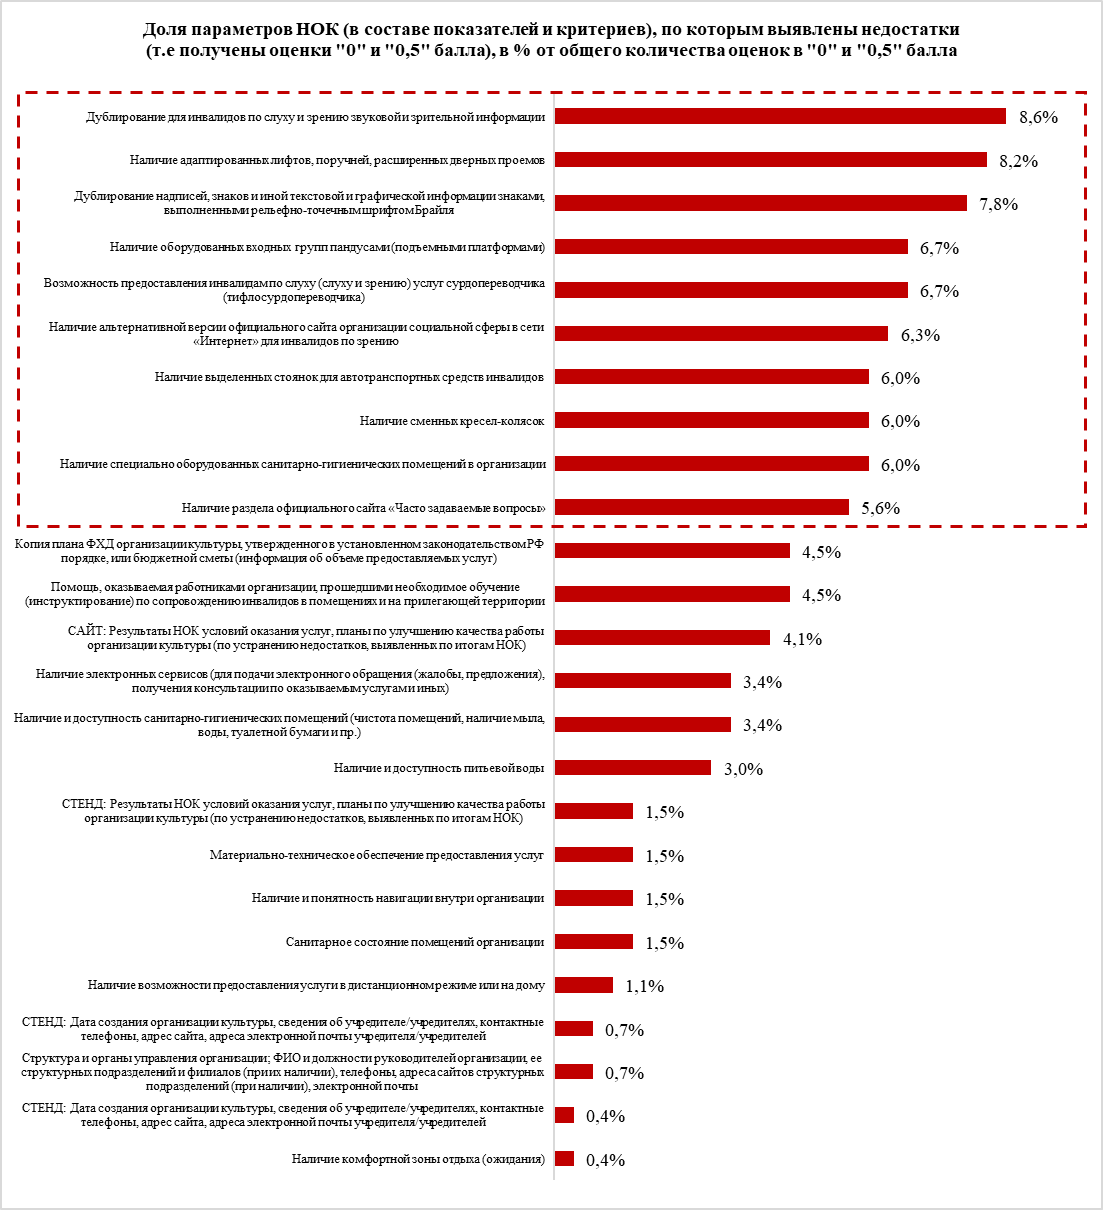 Доля параметров НОК (в составе показателей и критериев), по которым выявлены недостатки
(т.е получены оценки "0" и "0,5" балла), в % от общего количества оценок в "0" и "0,5" балла
Дублирование для инвалидов по слуху и зрению звуковой и зрительной информации
8,6%
Наличие адаптированных лифтов, поручней, расширенных дверных проемов
8,2%
Дублирование надписей, знаков и иной текстовой и графической информации знаками,
выполненными рельефно-точечным шрифтом Брайля
7,8%
Наличие оборудованных входных групп пандусами (подъемными платформами)
6,7%
Возможность предоставления инвалидам по слуху (слуху и зрению) услуг сурдопереводчика
(тифлосурдопереводчика)
6,7%
Наличие альтернативной версии официального сайта организации социальной сферы в сети
«Интернет» для инвалидов по зрению
6,3%
Наличие выделенных стоянок для автотранспортных средств инвалидов
6,0%
Наличие сменных кресел-колясок
6,0%
Наличие специально оборудованных санитарно-гигиенических помещений в организации
6,0%
Наличие раздела официального сайта «Часто задаваемые вопросы»
5,6%
Копия плана ФХД организации культуры, утвержденного в установленном законодательством РФ
порядке, или бюджетной сметы (информация об объеме предоставляемых услуг)
4,5%
Помощь, оказываемая работниками организации, прошедшими необходимое обучение
(инструктирование) по сопровождению инвалидов в помещениях и на прилегающей территории
4,5%
САЙТ: Результаты НОК условий оказания услуг, планы по улучшению качества работы
организации культуры (по устранению недостатков, выявленных по итогам НОК)
4,1%
Наличие электронных сервисов (для подачи электронного обращения (жалобы, предложения),
получения консультации по оказываемым услугам и иных)
3,4%
Наличие и доступность санитарно-гигиенических помещений (чистота помещений, наличие мыла,
воды, туалетной бумаги и пр.)
3,4%
Наличие и доступность питьевой воды
3,0%
СТЕНД: Результаты НОК условий оказания услуг, планы по улучшению качества работы
организации культуры (по устранению недостатков, выявленных по итогам НОК)
1,5%
Материально-техническое обеспечение предоставления услуг
1,5%
Наличие и понятность навигации внутри организации
1,5%
Санитарное состояние помещений организации
1,5%
Наличие возможности предоставления услуги в дистанционном режиме или на дому
1,1%
СТЕНД: Дата создания организации культуры, сведения об учредителе/учредителях, контактные
телефоны, адрес сайта, адреса электронной почты учредителя/учредителей
0,7%
Структура и органы управления организации; ФИО и должности руководителей организации, ее
структурных подразделений и филиалов (при их наличии), телефоны, адреса сайтов структурных
подразделений (при наличии), электронной почты
0,7%
СТЕНД: Дата создания организации культуры, сведения об учредителе/учредителях, контактные
телефоны, адрес сайта, адреса электронной почты учредителя/учредителей
0,4%
Наличие комфортной зоны отдыха (ожидания)
0,4%